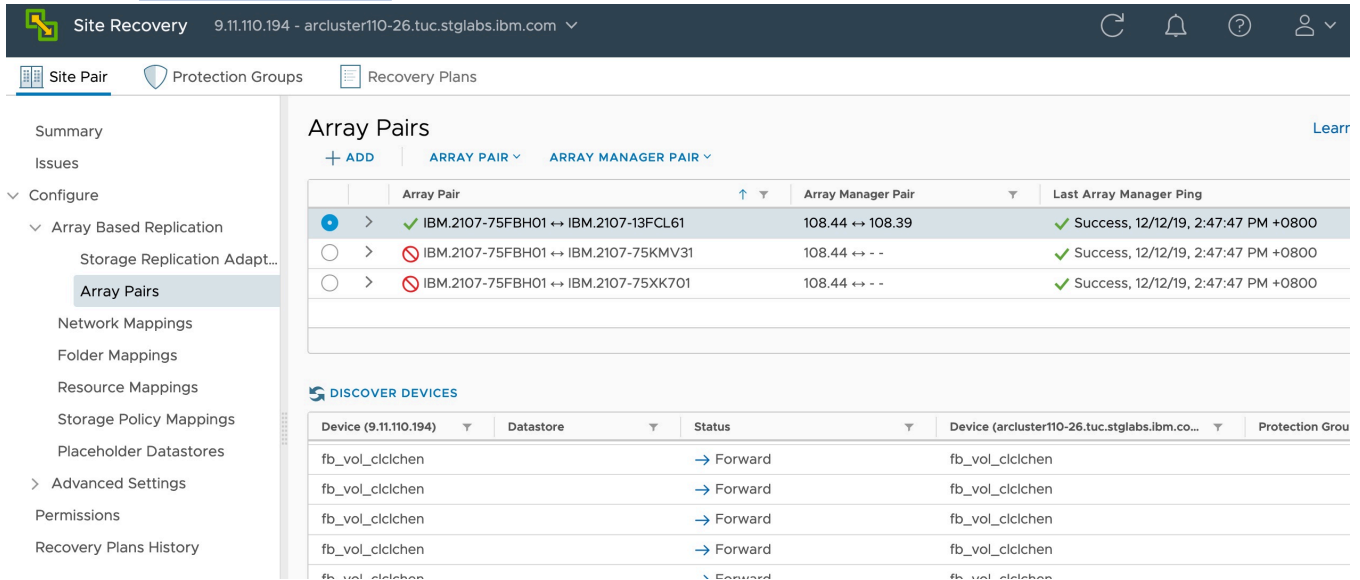 Site Recovery 9.11.110.194 - arcluster110-26.tuc.stglabs.ibm.com
Site Pair Protection Groups Recovery Plans
Summary
Issues
Configure
Array Based Replication
Storage Replication Adapt...
Array Pairs
Network Mappings
Folder Mappings
Resource Mappings
Storage Policy Mappings
Placeholder Datastores
Advanced Settings
Permissions
Recovery Plans History
Array Pairs
Learn
+ ADD ARRAY PAIR ARRAY MANAGER PAIR
Array Pair ↑ Array Manager Pair Last Array Manager Ping
IBM.2107-75FBH01 ↔ IBM.2107-13FCL61 108.44 ↔ 108.39 Success, 12/12/19, 2:47:47 PM +0800
IBM.2107-75FBH01 ↔ IBM.2107-75KMV31 108.44 ↔ - - Success, 12/12/19, 2:47:47 PM +0800
IBM.2107-75FBH01 ↔ IBM.2107-75XK701 108.44 ↔ - - Success, 12/12/19, 2:47:47 PM +0800
DISCOVER DEVICES
Device (9.11.110.194) Datastore Status Device (arcluster110-26.tuc.stglabs.ibm.co... Protection Grou
fb_vol_clclchen → Forward fb_vol_clclchen
fb_vol_clclchen → Forward fb_vol_clclchen
fb_vol_clclchen → Forward fb_vol_clclchen
fb_vol_clclchen → Forward fb_vol_clclchen
fb_vol_clclchen → Forward fb_vol_clclchen